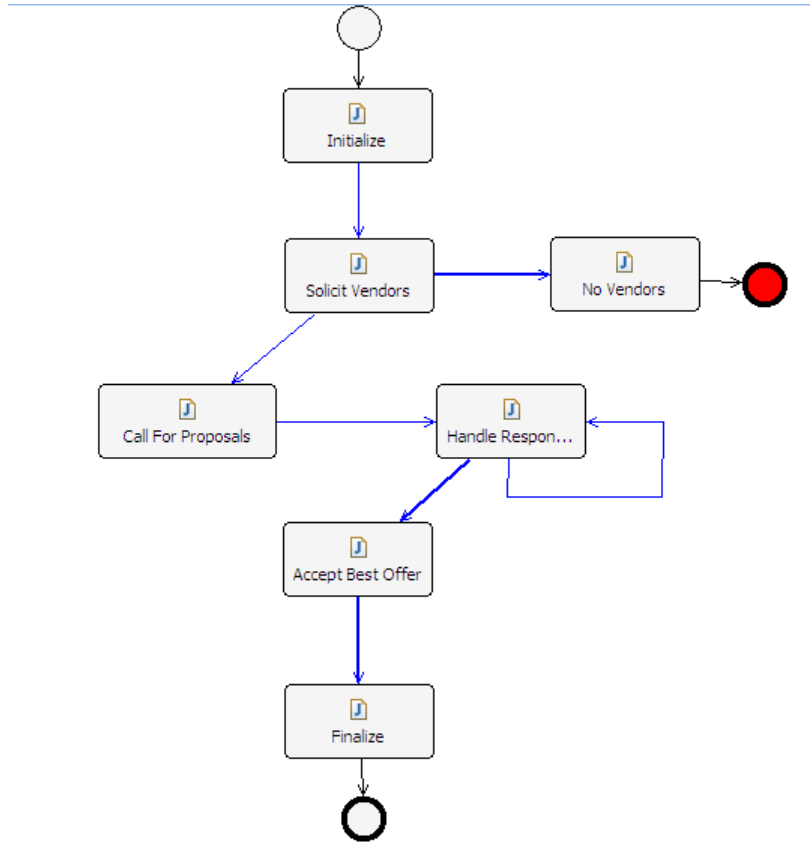 J
Initialize
J
Solicit Vendors
J
No Vendors
J
Call For Proposals
J
Handle Respon...
J
Accept Best Offer
J
Finalize